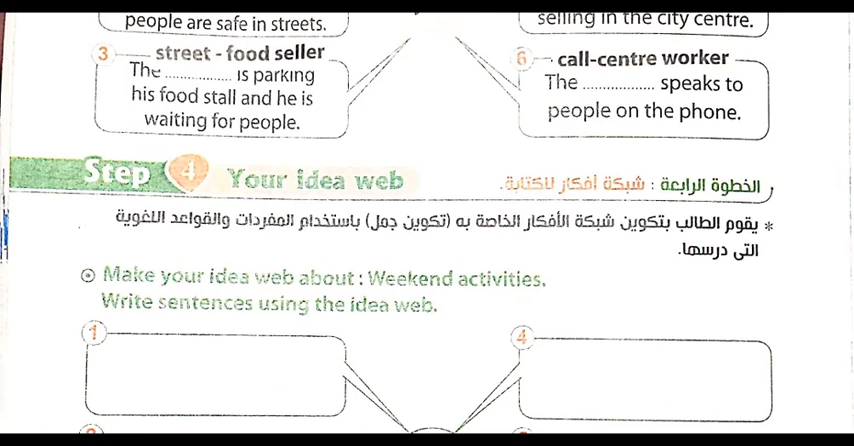 people are safe in streets.
3 street - food seller
The .................. is parking
his food stall and he is
waiting for people.
selling in the city centre.
6 call-centre worker
The .................. speaks to
people on the phone.
Step 4 Your idea web
الخطوة الرابعة : شبكة أفكار للكتابة.
* يقوم الطالب بتكوين شبكة الأفكار الخاصة به (تكوين جمل) باستخدام المفردات والقواعد اللغوية
التى درسها.
Make your idea web about : Weekend activities.
Write sentences using the idea web.
1
4